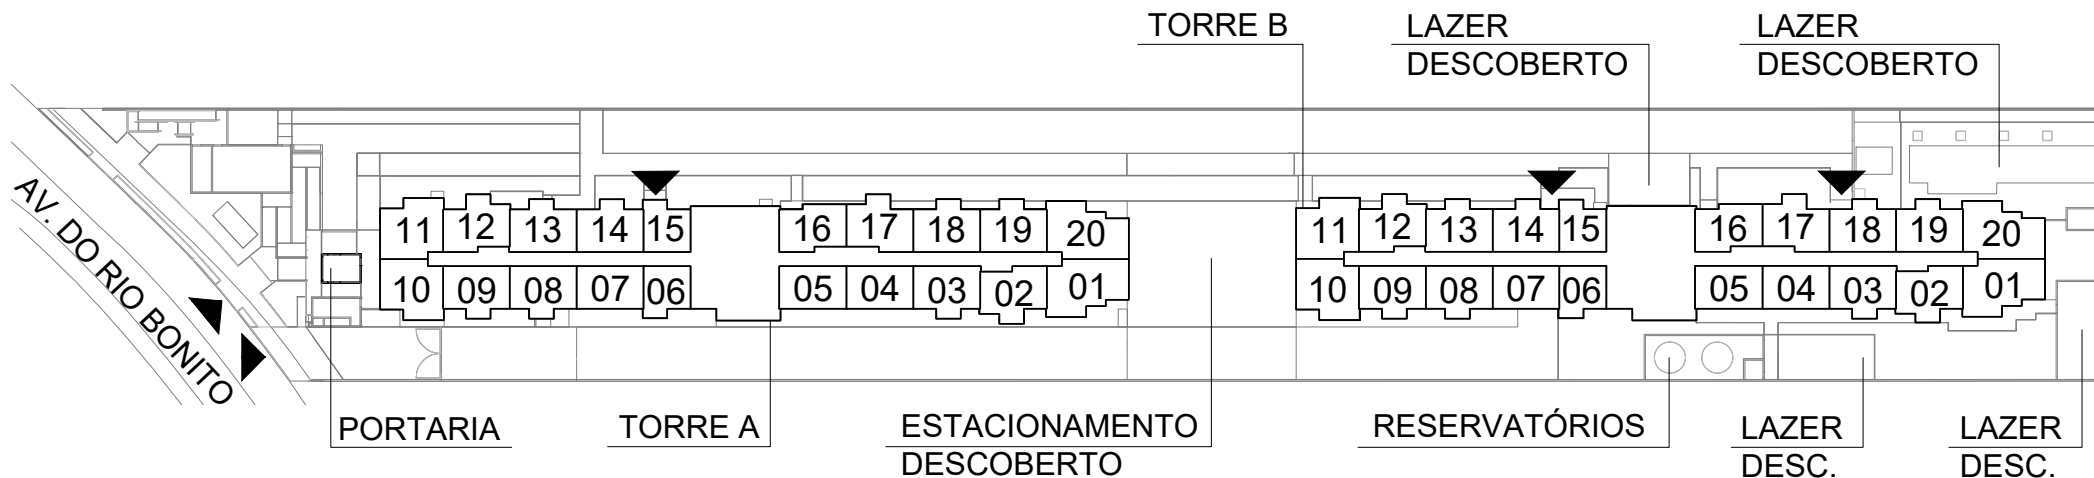 TORRE B
LAZER
DESCOBERTO
LAZER
DESCOBERTO
AV. DO RIO BONITO
11 12 13 14 15 16 17 18 19 20
10 09 08 07 06 05 04 03 02 01
11 12 13 14 15 16 17 18 19 20
10 09 08 07 06 05 04 03 02 01
PORTARIA
TORRE A
ESTACIONAMENTO
DESCOBERTO
RESERVATÓRIOS
LAZER
DESC.
LAZER
DESC.